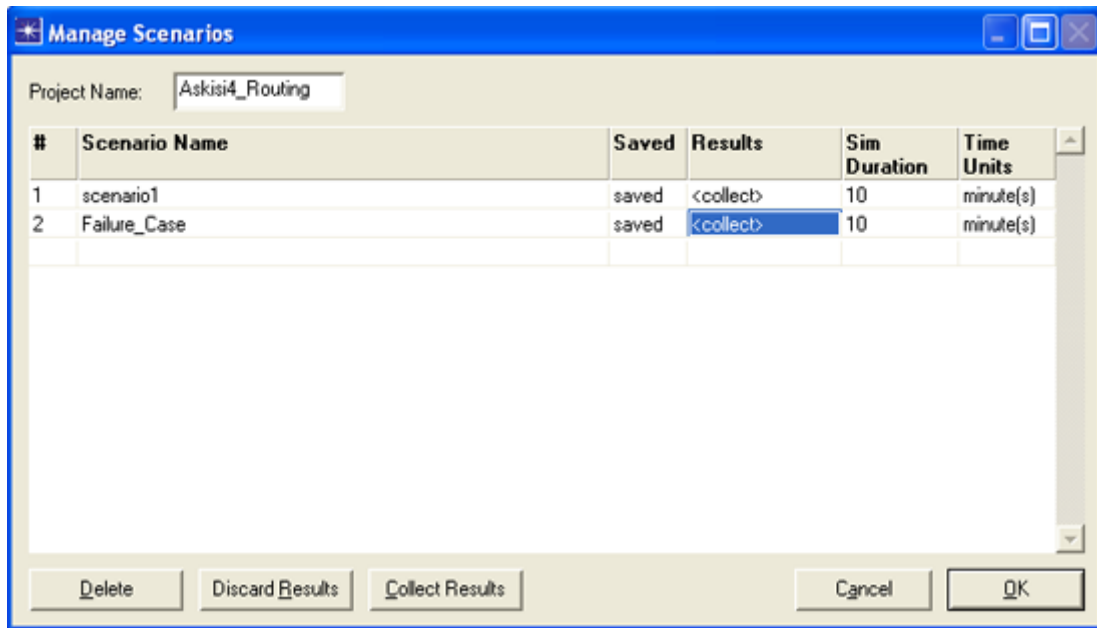 Manage Scenarios
Project Name: Askisi4_Routing
# Scenario Name Saved Results Sim Duration Time Units
1 scenario1 saved <collect> 10 minute(s)
2 Failure_Case saved <collect> 10 minute(s)
Delete Discard Results Collect Results Cancel OK